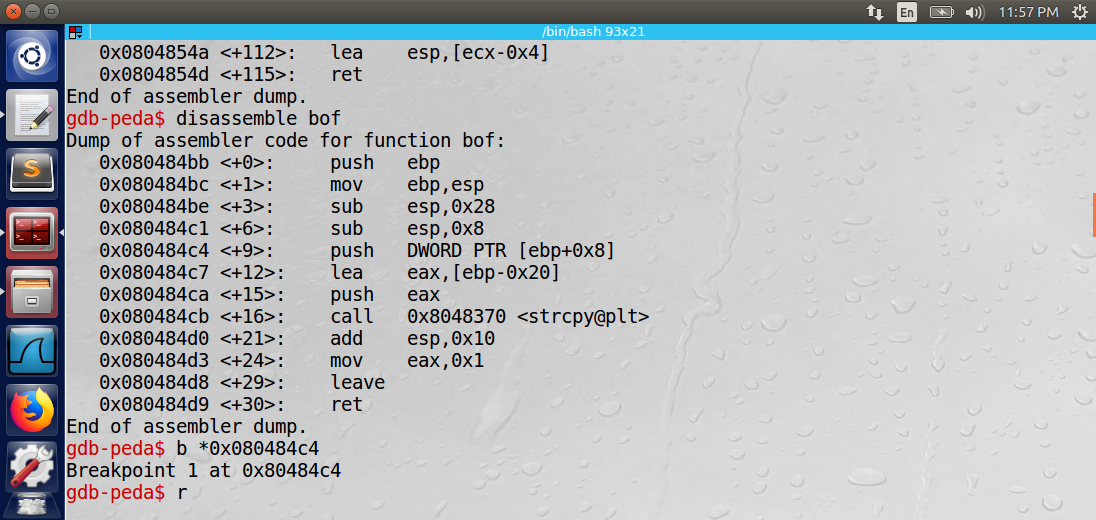 En
11:57 PM
/bin/bash 93x21
0x0804854a <+112>: lea esp,[ecx-0x4]
0x0804854d <+115>: ret
End of assembler dump.
gdb-peda$ disassemble bof
Dump of assembler code for function bof:
0x080484bb <+0>: push ebp
0x080484bc <+1>: mov ebp,esp
0x080484be <+3>: sub esp,0x28
0x080484c1 <+6>: sub esp,0x8
0x080484c4 <+9>: push DWORD PTR [ebp+0x8]
0x080484c7 <+12>: lea eax,[ebp-0x20]
0x080484ca <+15>: push eax
0x080484cb <+16>: call 0x8048370 <strcpy@plt>
0x080484d0 <+21>: add esp,0x10
0x080484d3 <+24>: mov eax,0x1
0x080484d8 <+29>: leave
0x080484d9 <+30>: ret
End of assembler dump.
gdb-peda$ b *0x080484c4
Breakpoint 1 at 0x80484c4
gdb-peda$ r